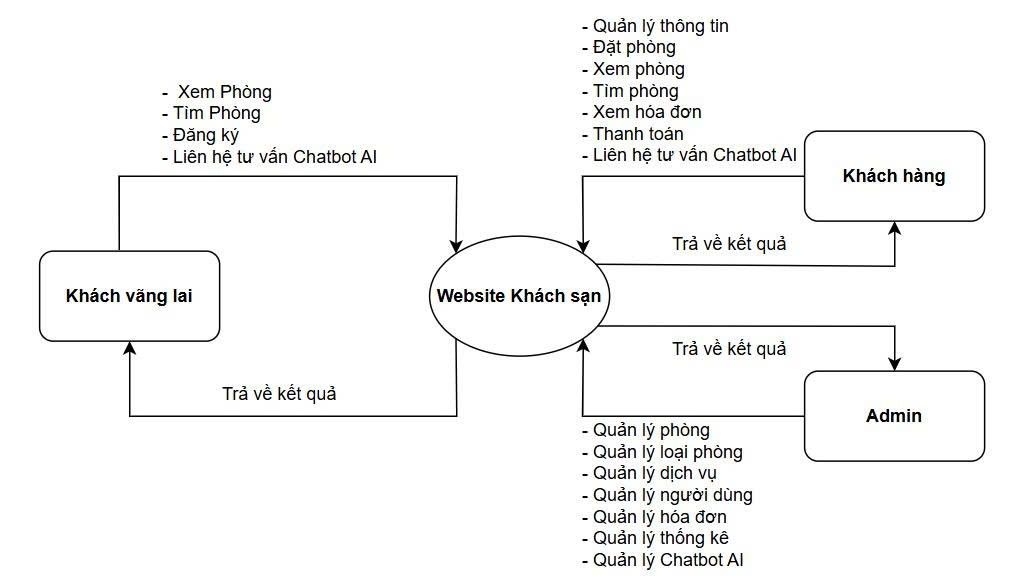 - Quản lý thông tin
- Đặt phòng
- Xem phòng
- Tìm phòng
- Xem hóa đơn
- Thanh toán
- Liên hệ tư vấn Chatbot AI
- Xem Phòng
- Tìm Phòng
- Đăng ký
- Liên hệ tư vấn Chatbot AI
Khách hàng
Trả về kết quả
Khách vãng lai
Website Khách sạn
Trả về kết quả
Trả về kết quả
Admin
- Quản lý phòng
- Quản lý loại phòng
- Quản lý dịch vụ
- Quản lý người dùng
- Quản lý hóa đơn
- Quản lý thống kê
- Quản lý Chatbot AI